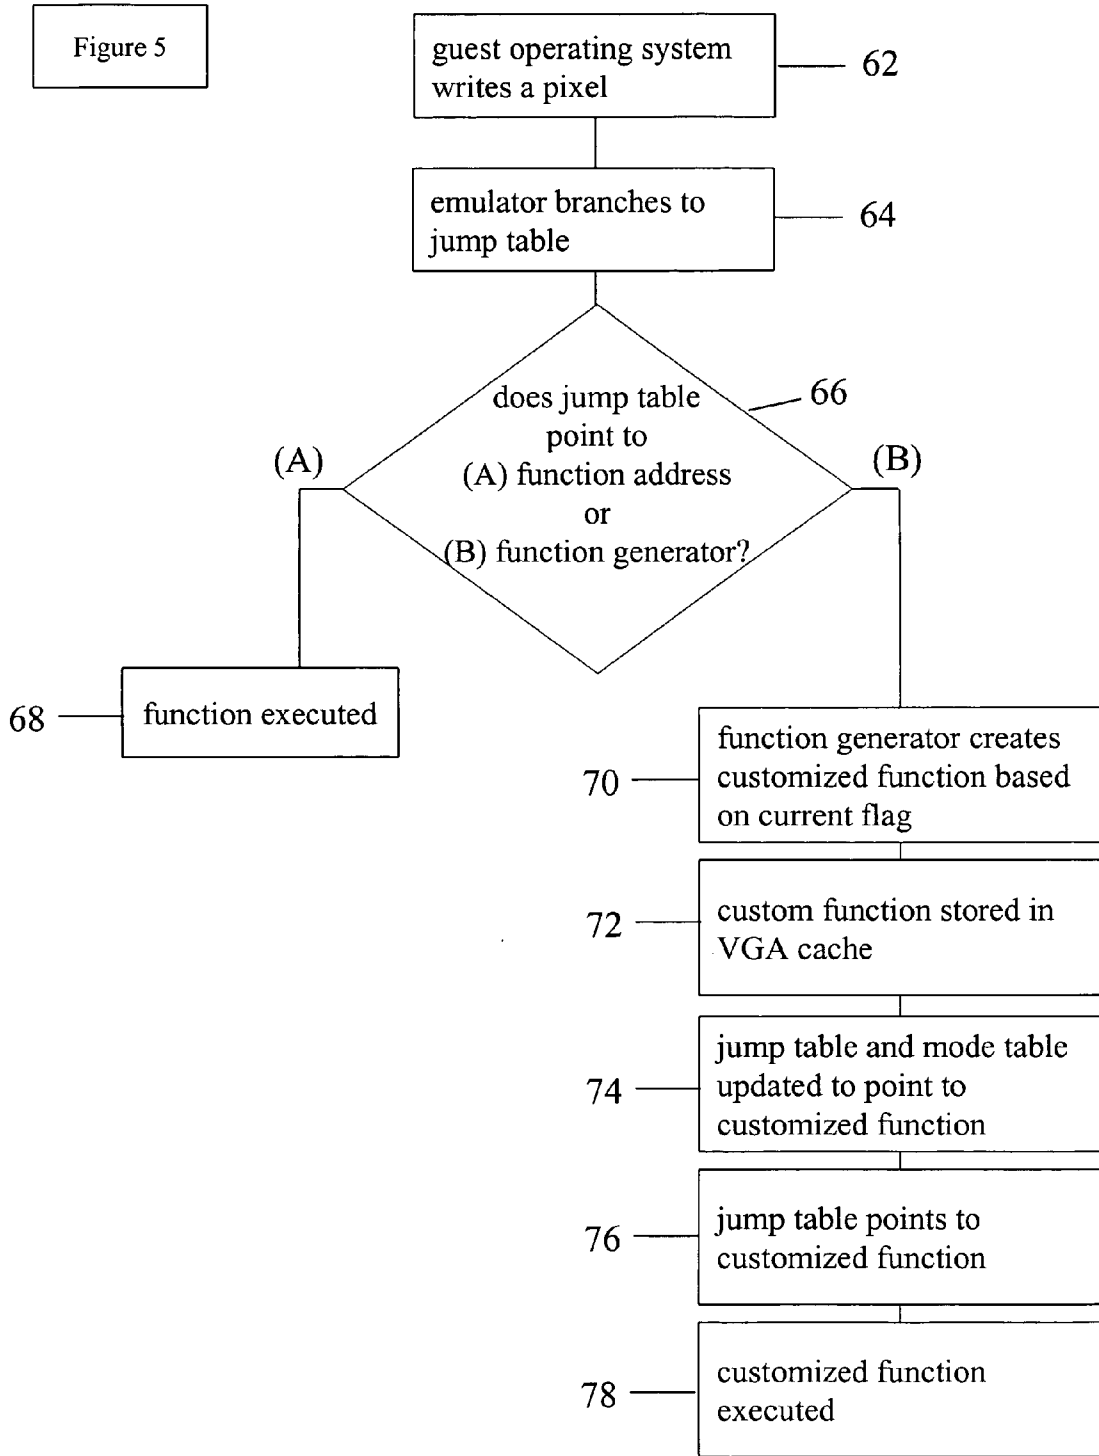 Figure 5
guest operating system
writes a pixel
62
emulator branches to
jump table
64
does jump table
point to
(A) function address
or
(B) function generator?
66
(A)
(B)
68
function executed
70
function generator creates
customized function based
on current flag
72
custom function stored in
VGA cache
74
jump table and mode table
updated to point to
customized function
76
jump table points to
customized function
78
customized function
executed